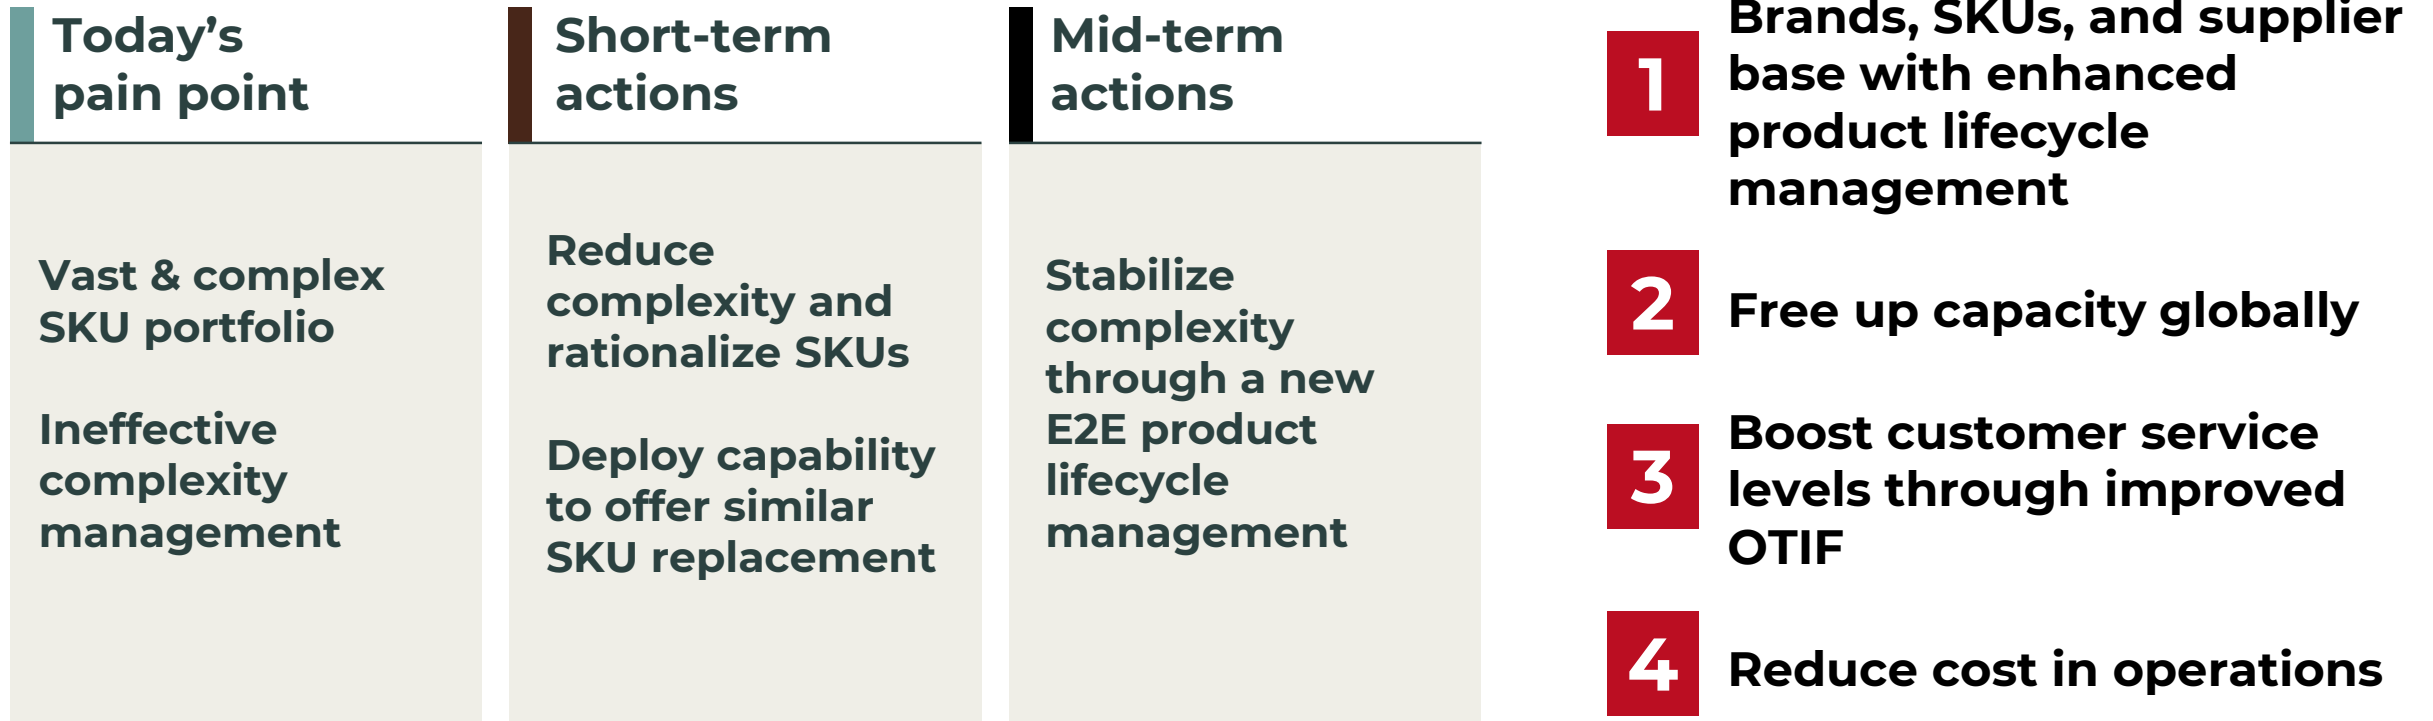 Today’s
pain point
Vast & complex
SKU portfolio
Ineffective
complexity
management
Short-term
actions
Reduce
complexity and
rationalize SKUs
Deploy capability
to offer similar
SKU replacement
Mid-term
actions
Stabilize
complexity
through a new
E2E product
lifecycle
management
1
Brands, SKUs, and supplier
base with enhanced
product lifecycle
management
2
Free up capacity globally
3
Boost customer service
levels through improved
OTIF
4
Reduce cost in operations